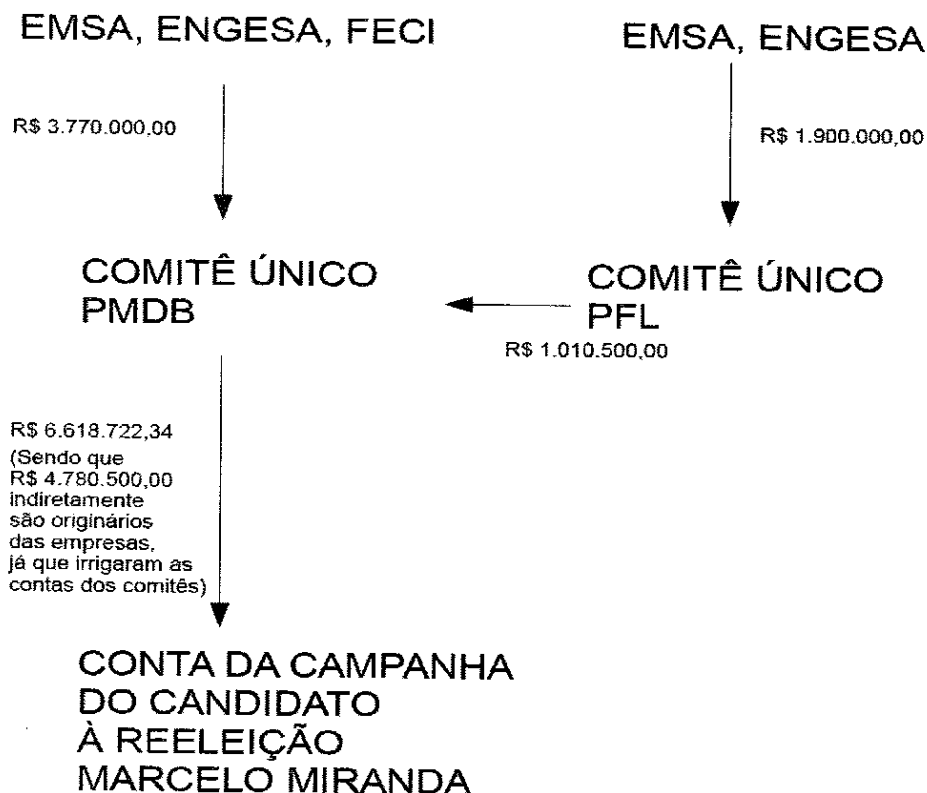 EMSA, ENGESA, FECI
EMSA, ENGESA
R$ 3.770.000,00
R$ 1.900.000,00
COMITÊ ÚNICO
PMDB
COMITÊ ÚNICO
PFL
R$ 1.010.500,00
R$ 6.618.722,34
(Sendo que
R$ 4.780.500,00
indiretamente
são originários
das empresas,
já que irrigaram as
contas dos comitês)
CONTA DA CAMPANHA
DO CANDIDATO
À REELEIÇÃO
MARCELO MIRANDA